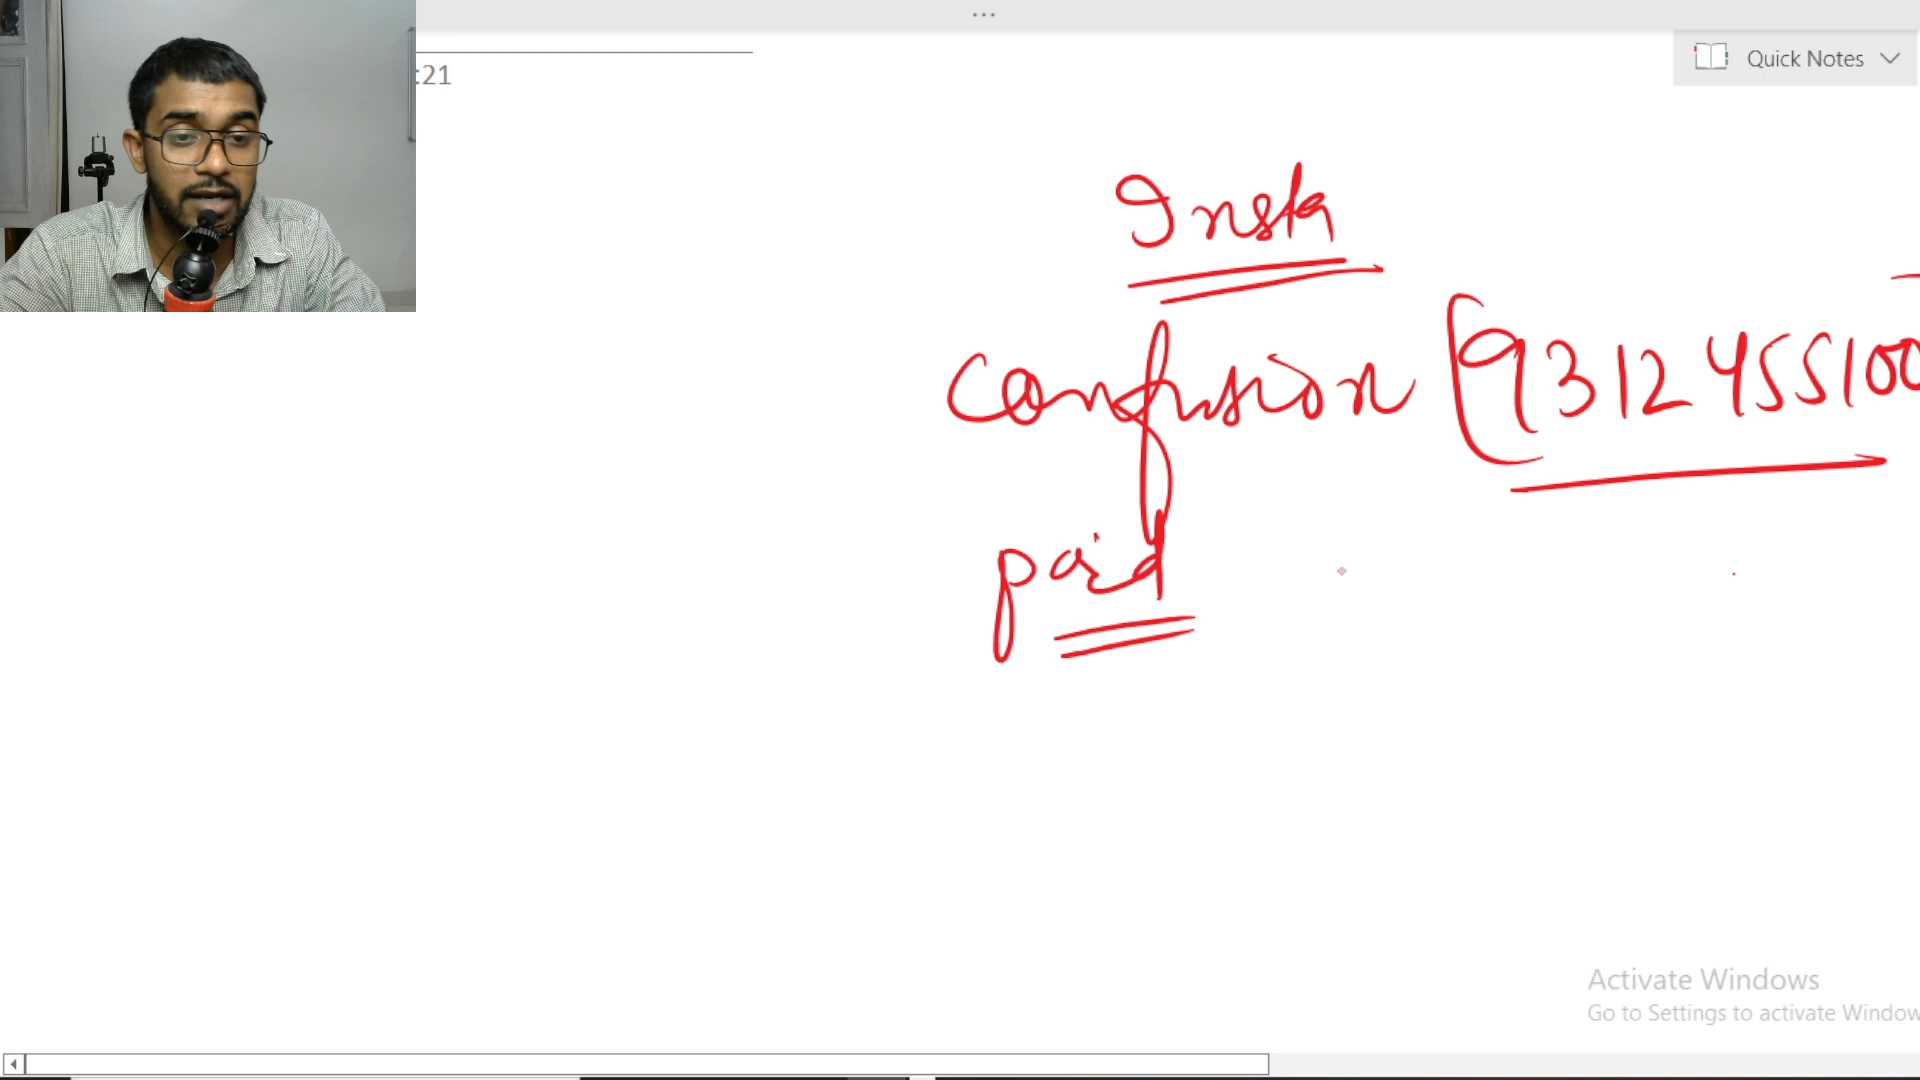 :21
Quick Notes
Insta
Confusion [9312455100
paid
Activate Windows
Go to Settings to activate Window